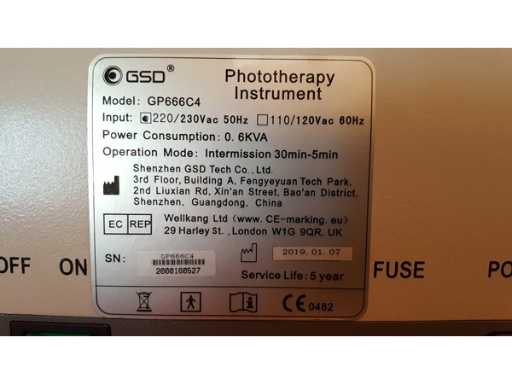 GSD®
Phototherapy
Instrument
Model: GP666C4
Input: 220/230Vac 50Hz 110/120Vac 60Hz
Power Consumption: 0.6KVA
Operation Mode: Intermission 30min-5min
Shenzhen GSD Tech Co., Ltd.
3rd Floor, Building A, Fengyeyuan Tech Park,
2nd Liuxian Rd, Xin'an Street, Bao'an District,
Shenzhen, Guangdong, China
EC REP
Wellkang Ltd (www.CE-marking.eu)
29 Harley St., London W1G 9QR, UK
SN: GP666C4
2000108527
2019.01.07
Service Life: 5 year
CE 0482
OFF ON
FUSE
PO